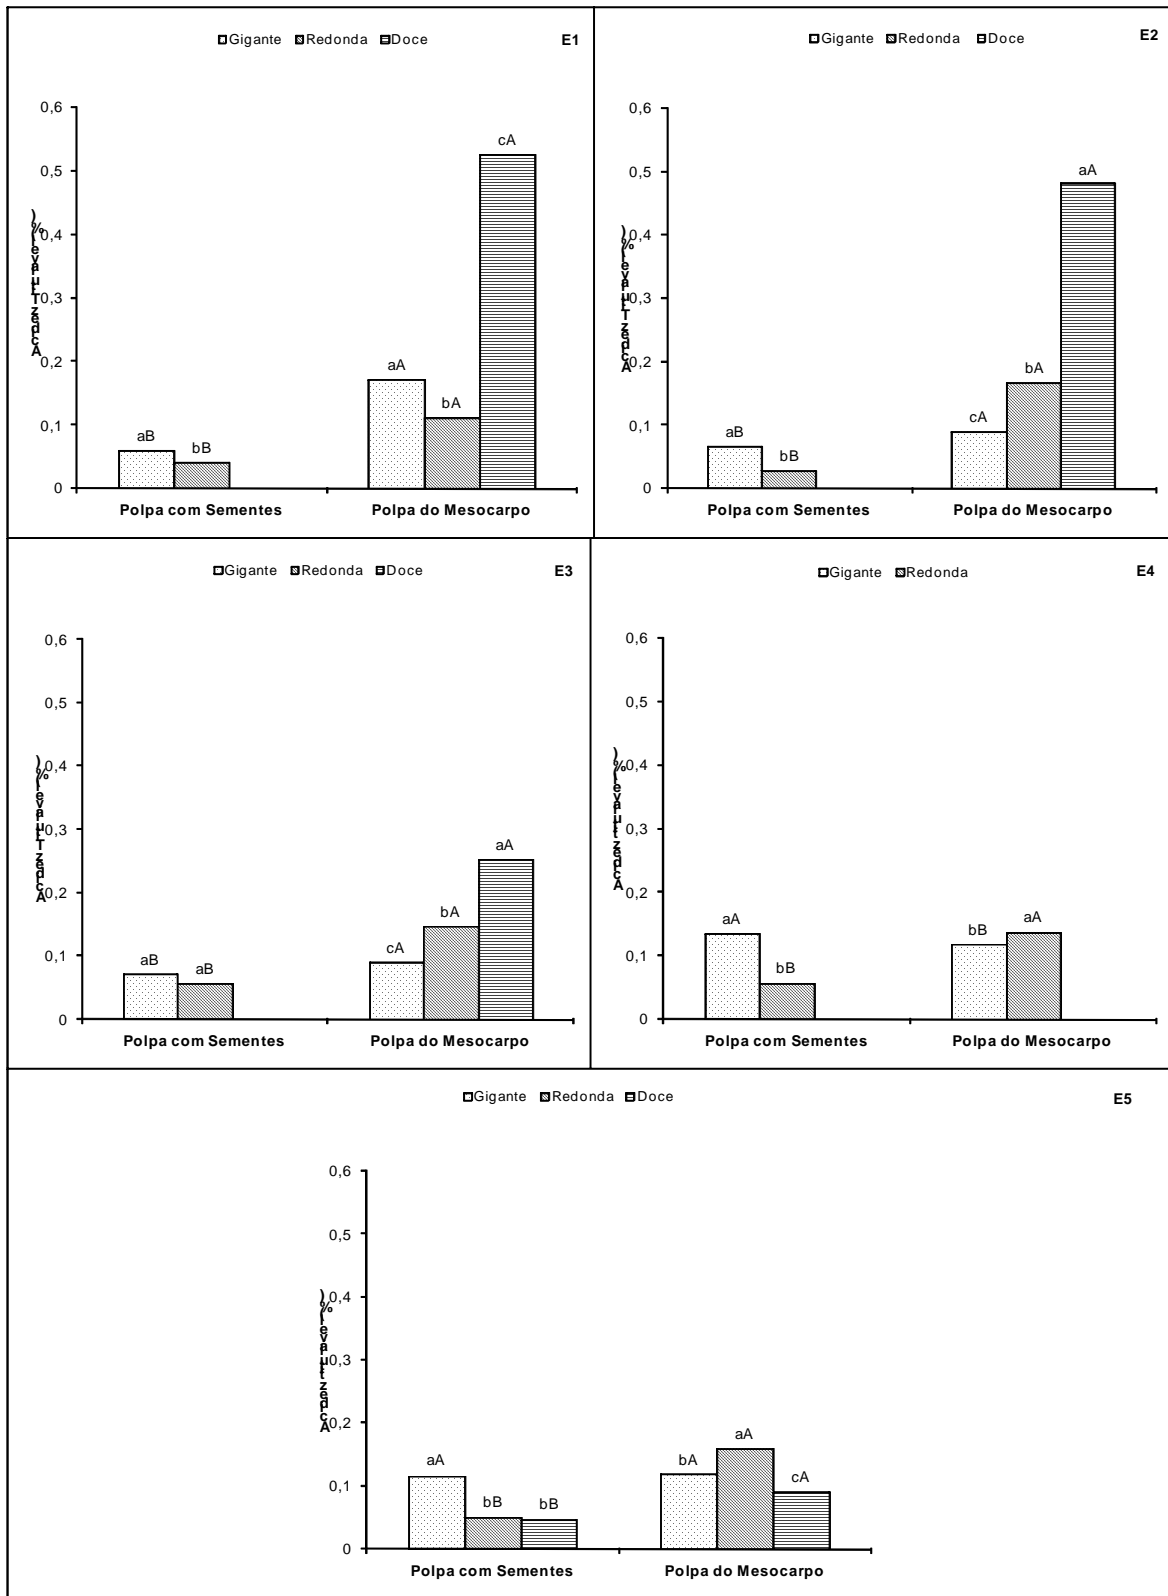 Gigante Redonda Doce E1
0,6
0,5
0,4
0,3
0,2
0,1
0
cA
aA
bA
aB
bB
Polpa com Sementes Polpa do Mesocarpo
Gigante Redonda Doce E2
0,6
0,5
0,4
0,3
0,2
0,1
0
aA
bA
cA
aB
bB
Polpa com Sementes Polpa do Mesocarpo
Gigante Redonda Doce E3
0,6
0,5
0,4
0,3
0,2
0,1
0
aA
bA
cA
aB aB
Polpa com Sementes Polpa do Mesocarpo
Gigante Redonda E4
0,6
0,5
0,4
0,3
0,2
0,1
0
aA bB aA
bB
Polpa com Sementes Polpa do Mesocarpo
Gigante Redonda Doce E5
0,6
0,5
0,4
0,3
0,2
0,1
0
aA bB bB
bA aA cA
Polpa com Sementes Polpa do Mesocarpo